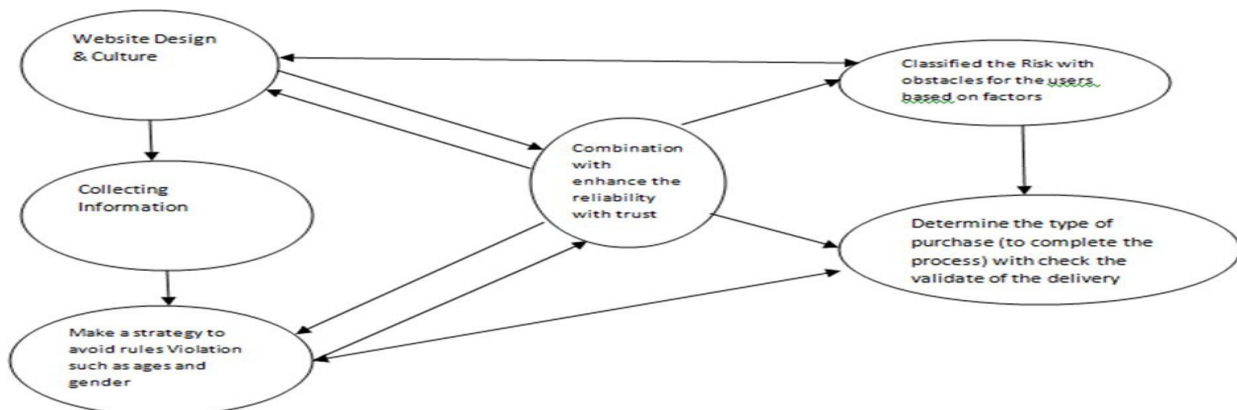 Website Design
& Culture
Classified the Risk with
obstacles for the users
based on factors
Combination
with
enhance the
reliability
with trust
Collecting
Information
Determine the type of
purchase (to complete the
process) with check the
validate of the delivery
Make a strategy to
avoid rules Violation
such as ages and
gender